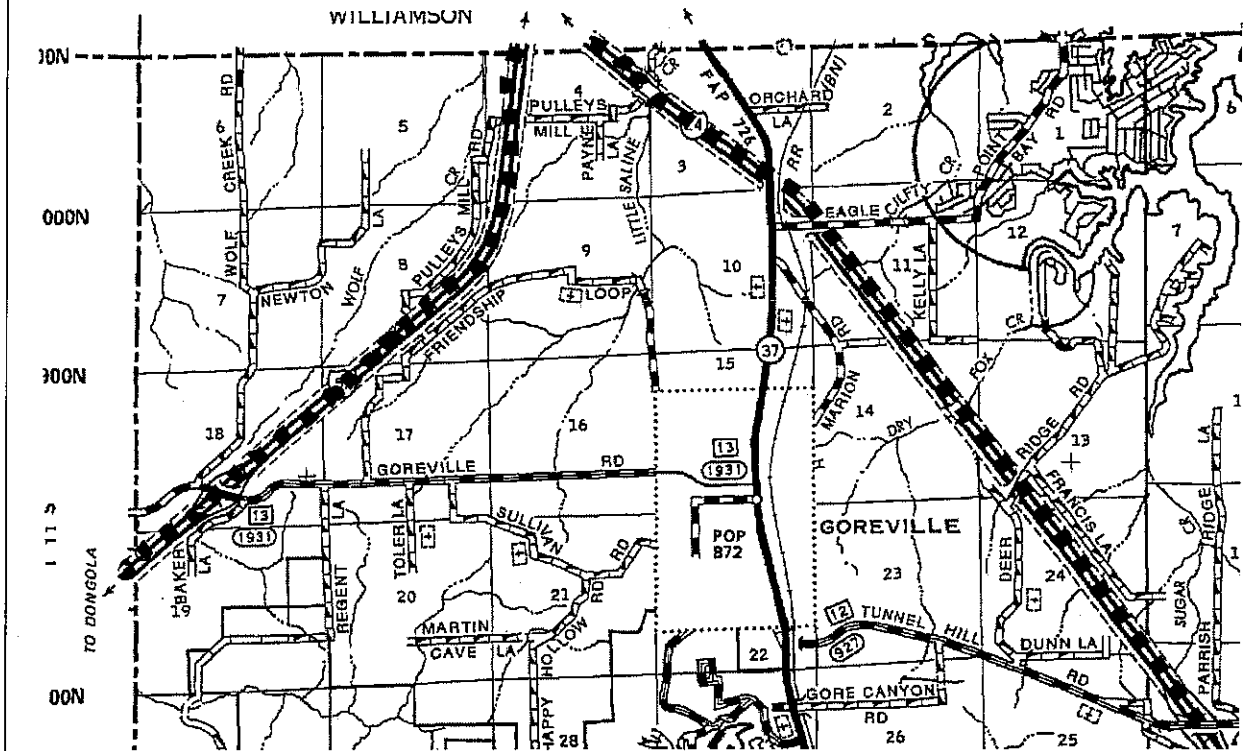 WILLIAMSON
00N
WOLF CREEK RD
6
5
4
PULLEYS
MILL RD
PAYNE LA
CR
FAP 726
ORCHARD LA
(BN)
RR
2
POINT RD
BAY
1
6
LITTLE SALINE
3
000N
EAGLE
CR
12
7
WOLF CR
PULLEYS MILL RD
8
9
10
11
KELLY LA
7
NEWTON
LA
FRIENDSHIP
LOOP
FOX CR
37
15
MARION RD
14
DRY
RIDGE RD
13
18
17
16
13
1931
GOREVILLE RD
LA
13
1931
TOLER LA
SULLIVAN RD
POP
872
GOREVILLE
FRANCIS LA
RIDGE LA
SUGAR CR
PARRISH
TO DONGOLA
BAKER LA
19
REGENT
20
21
23
DEER
24
12
927
TUNNEL HILL RD
DUNN LA
MARTIN
CAVE LA
HAPPY HOLLOW RD
22
GORE CANYON
RD
00N
28
26
25